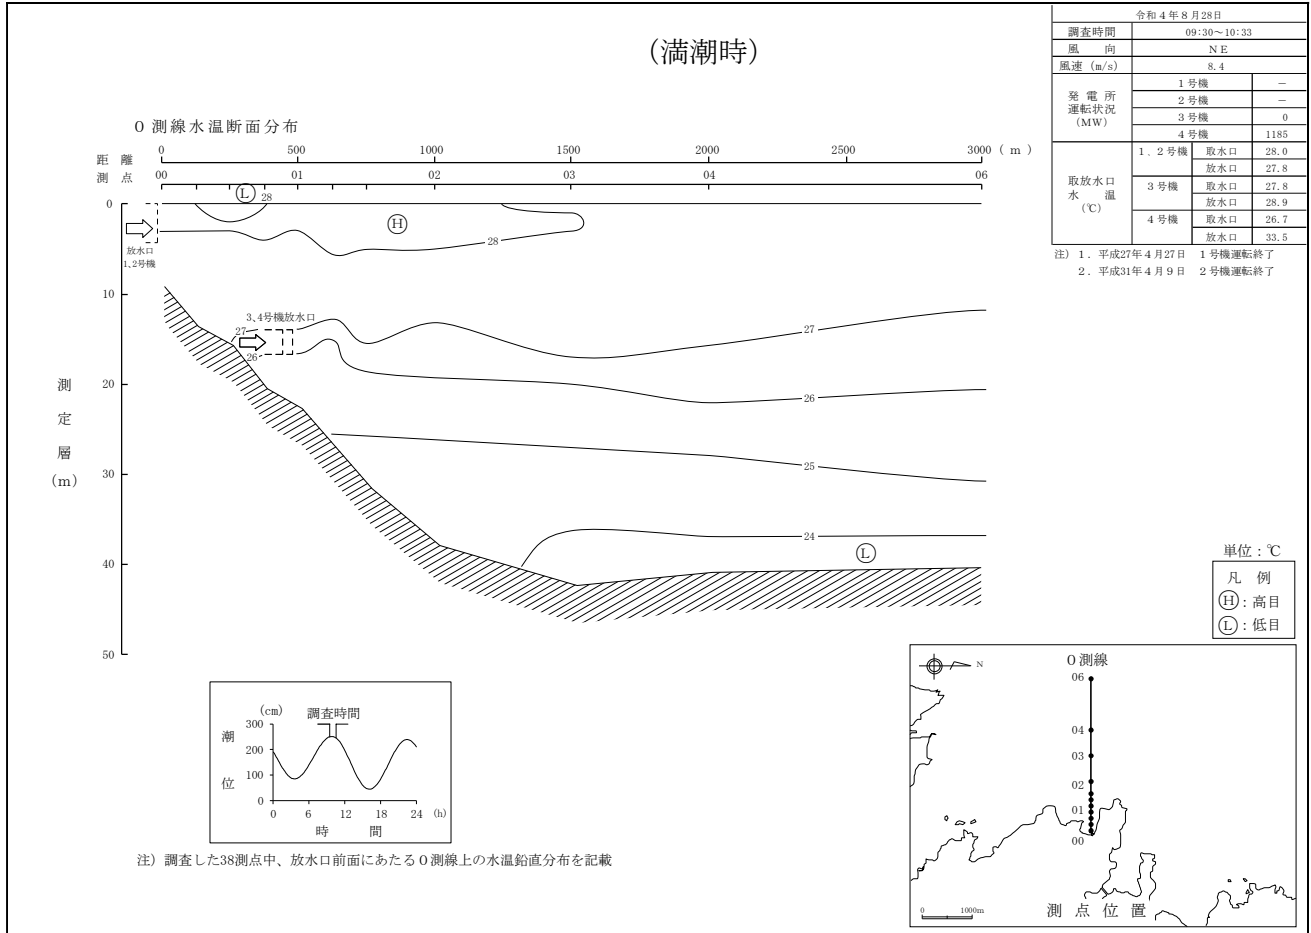 (満潮時)
令和4年8月28日
調査時間 09:30～10:33
風 向 NE
風速 (m/s) 8.4
発電所運転状況 (MW)
1号機 －
2号機 －
3号機 0
4号機 1185
取放水口水温 (℃)
1. 2号機 取水口 28.0
放水口 27.8
3号機 取水口 27.8
放水口 28.9
4号機 取水口 26.7
放水口 33.5
注) 1. 平成27年4月27日 1号機運転終了
2. 平成31年4月9日 2号機運転終了
0測線水温断面分布
距離 0 500 1000 1500 2000 2500 3000 (m)
測点 00 01 02 03 04 06
L 28
0
H
28
放水口
1、2号機
10
3、4号機放水口
27
27
26
20
26
25
30
24
L
40
50
測定層(m)
単位：℃
凡例
H：高目
L：低目
(cm) 調査時間
潮位
300
200
100
0
0 6 12 18 24 (h)
時 間
注) 調査した38測点中、放水口前面にあたる0測線上の水温鉛直分布を記載
N
0測線
06
04
03
02
01
00
0 1000m
測点位置